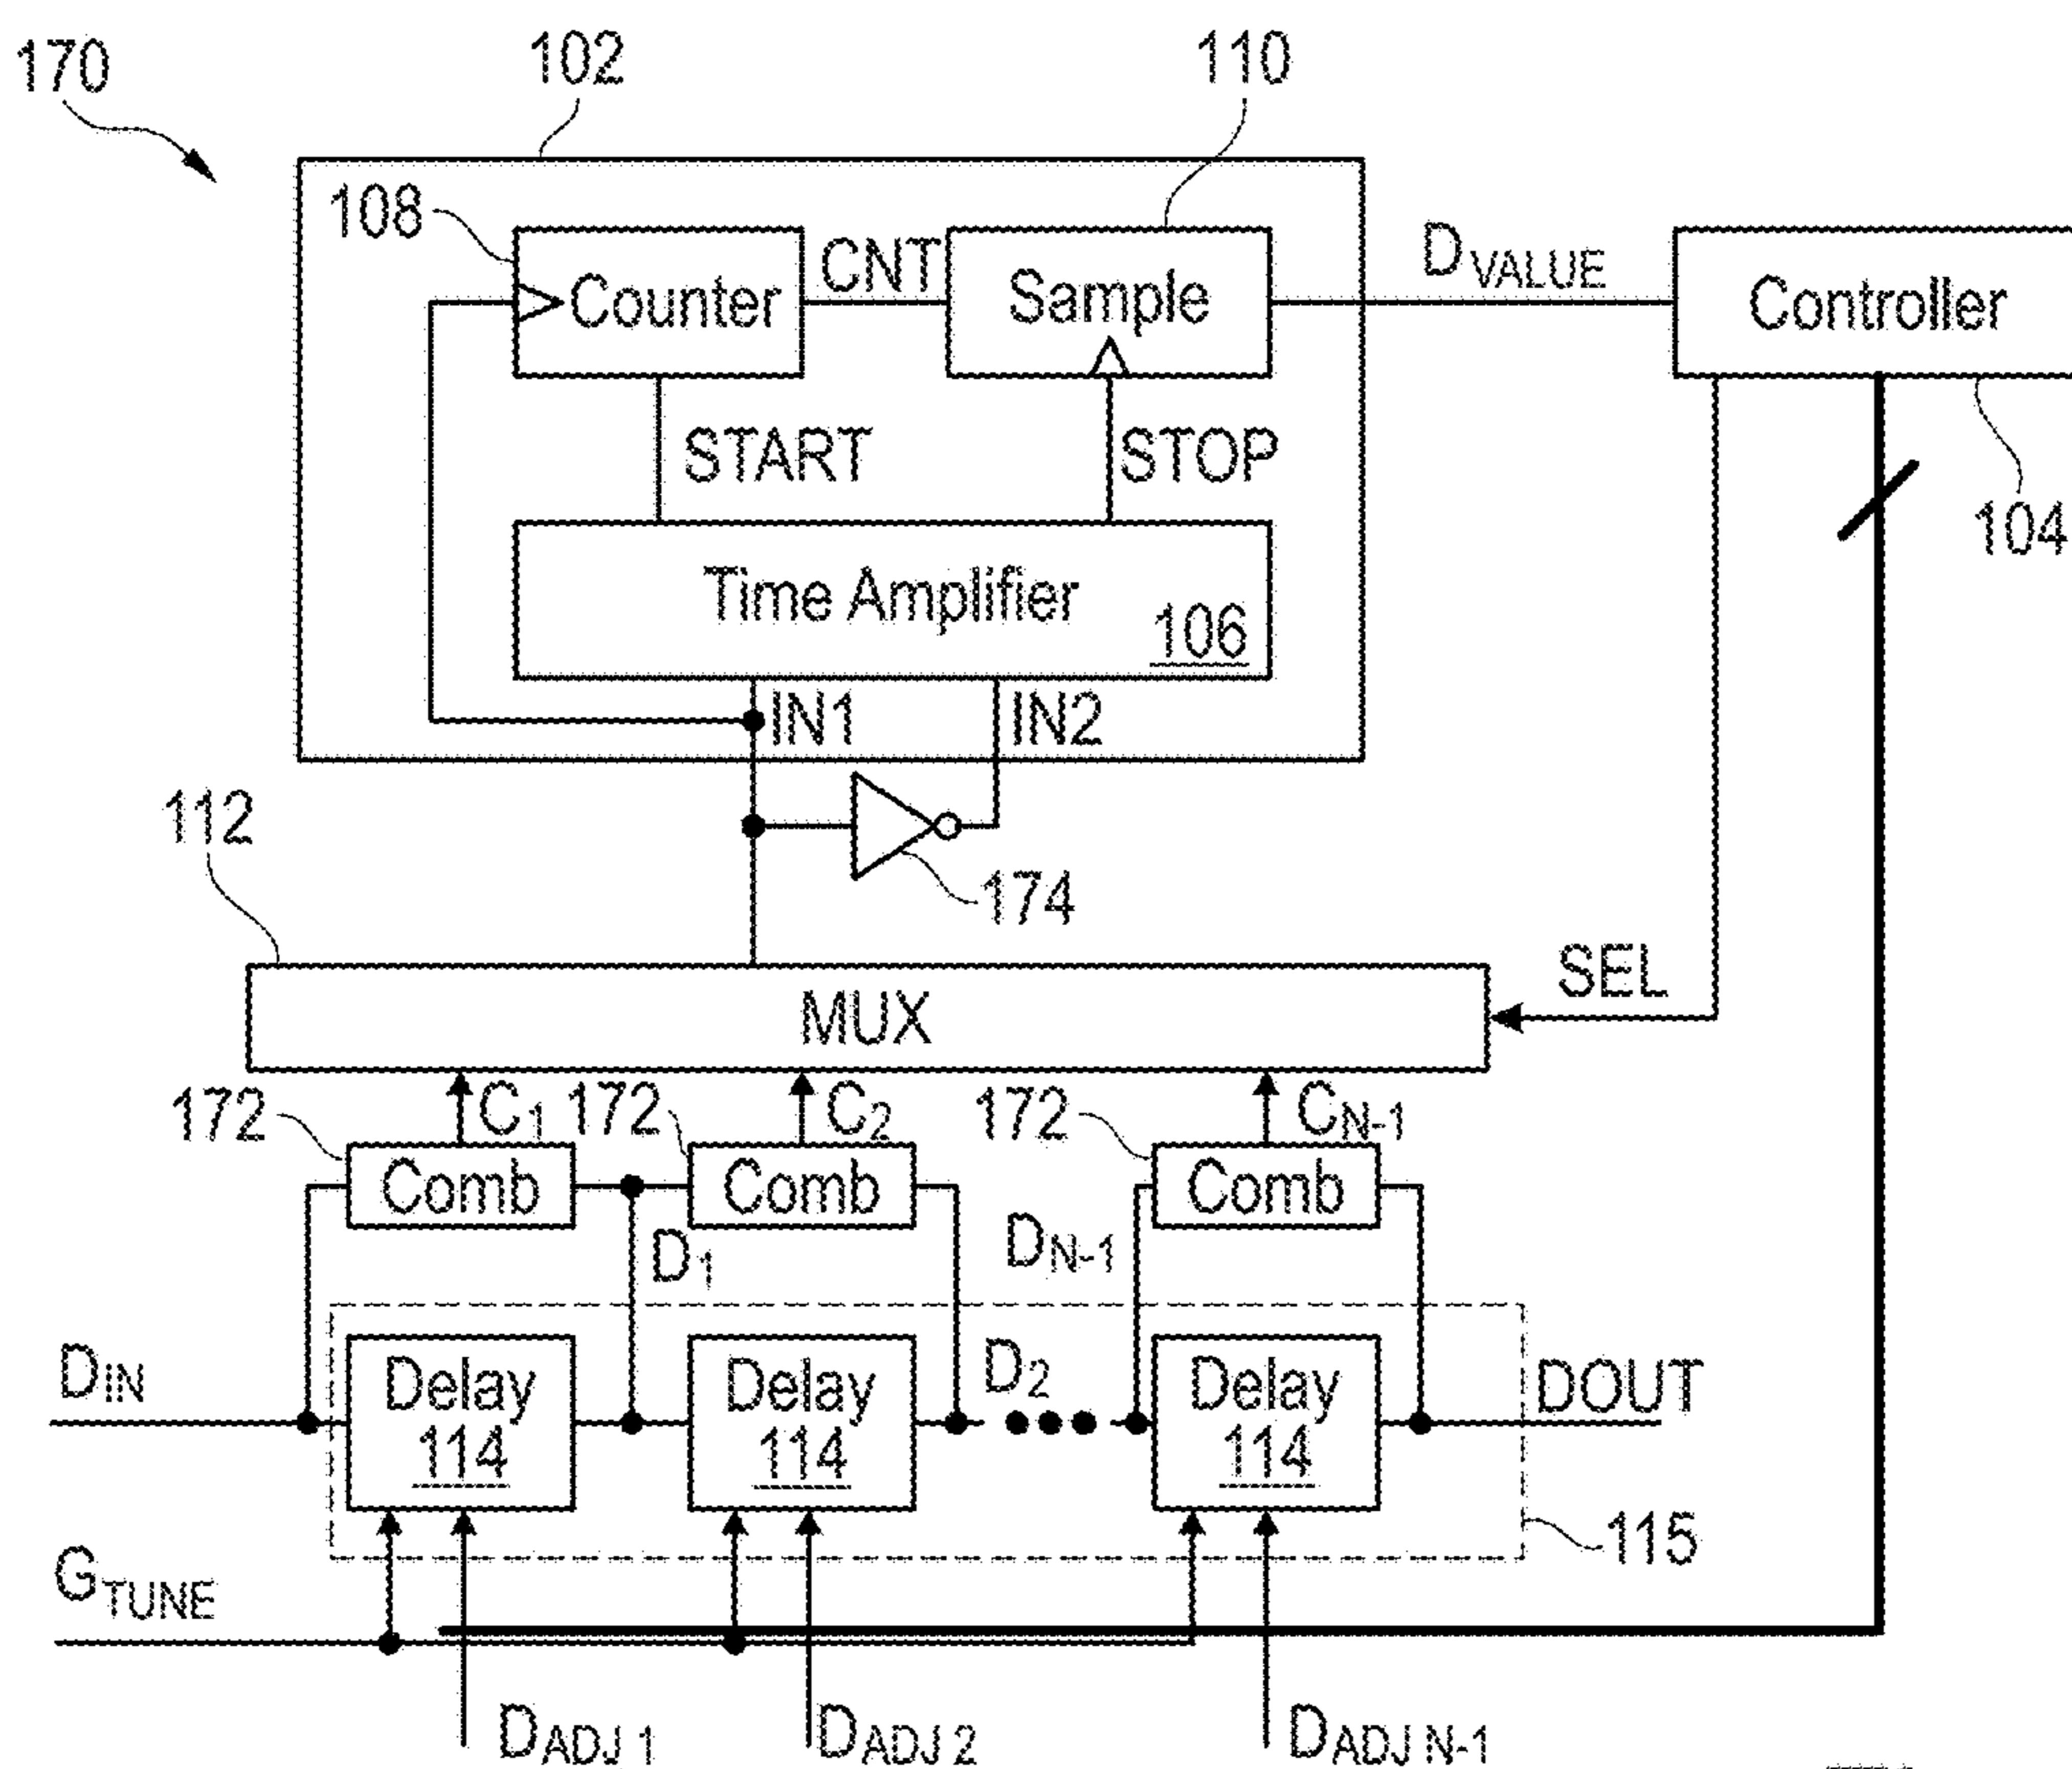 170
102
110
108
Counter
CNT
Sample
D VALUE
Controller
START
STOP
104
Time Amplifier
106
IN1
IN2
112
174
SEL
MUX
172
C1
172
C2
172
CN-1
Comb
Comb
Comb
D1
DN-1
DIN
Delay
114
Delay
114
D2
Delay
114
DOUT
115
GTUNE
DADJ 1
DADJ 2
DADJ N-1